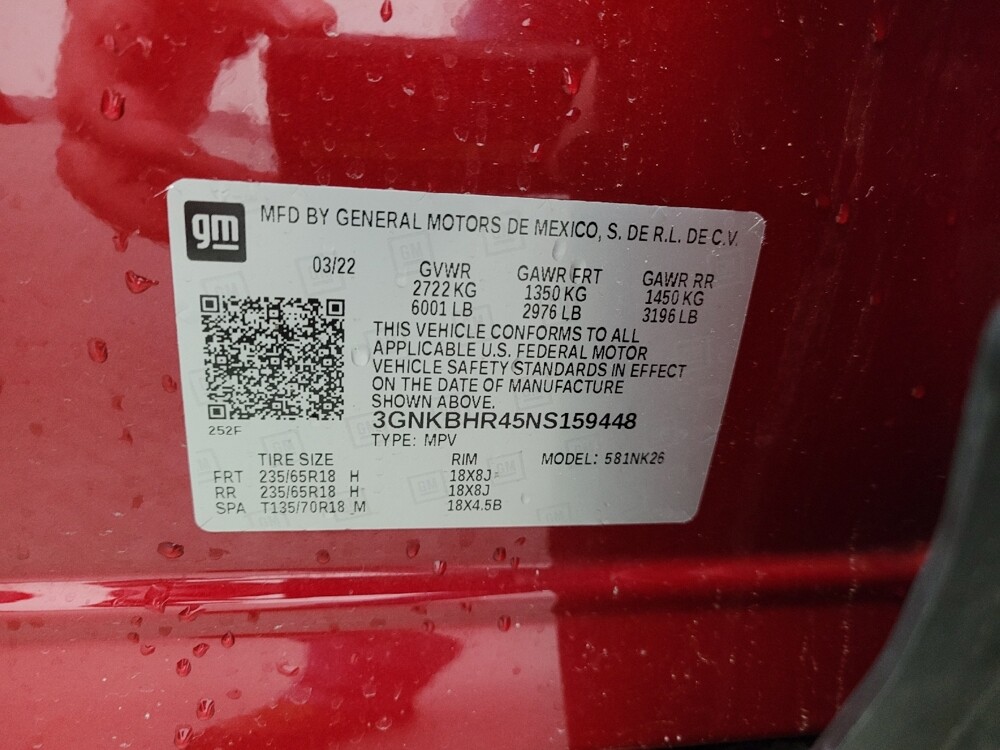 gm MFD BY GENERAL MOTORS DE MEXICO, S. DE R.L. DE C.V.
03/22 GVWR GAWR FRT GAWR RR
2722 KG 1350 KG 1450 KG
6001 LB 2976 LB 3196 LB
THIS VEHICLE CONFORMS TO ALL
APPLICABLE U.S. FEDERAL MOTOR
VEHICLE SAFETY STANDARDS IN EFFECT
ON THE DATE OF MANUFACTURE
SHOWN ABOVE.
3GNKBHR45NS159448
252F
TYPE: MPV
TIRE SIZE RIM MODEL: 581NK26
FRT 235/65R18 H 18X8J
RR 235/65R18 H 18X8J
SPA T135/70R18 M 18X4.5B